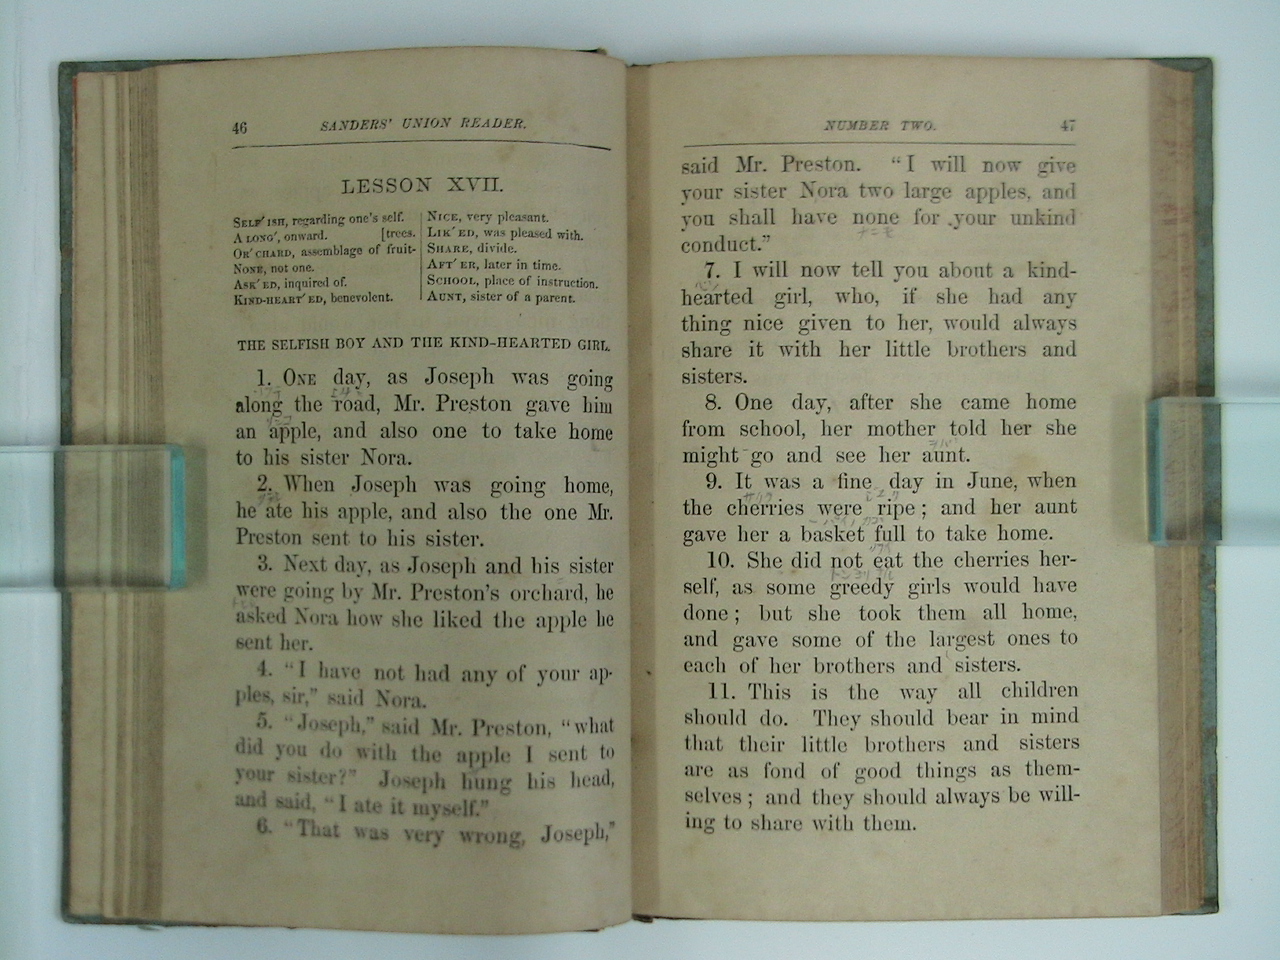 46
SANDERS' UNION READER.
LESSON XVII.
SELF′ISH, regarding one's self.
A LONG′, onward. [trees.
OR′CHARD, assemblage of fruit-
NONE, not one.
ASK′ED, inquired of.
KIND-HEART′ED, benevolent.
NICE, very pleasant.
LIK′ED, was pleased with.
SHARE, divide.
AFT′ER, later in time.
SCHOOL, place of instruction.
AUNT, sister of a parent.
THE SELFISH BOY AND THE KIND-HEARTED GIRL.
1. ONE day, as Joseph was going
along the road, Mr. Preston gave him
an apple, and also one to take home
to his sister Nora.
2. When Joseph was going home,
he ate his apple, and also the one Mr.
Preston sent to his sister.
3. Next day, as Joseph and his sister
were going by Mr. Preston's orchard, he
asked Nora how she liked the apple he
sent her.
4. "I have not had any of your ap-
ples, sir," said Nora.
5. "Joseph," said Mr. Preston, "what
did you do with the apple I sent to
your sister?" Joseph hung his head,
and said, "I ate it myself."
6. "That was very wrong, Joseph,"
NUMBER TWO.
47
said Mr. Preston. "I will now give
your sister Nora two large apples, and
you shall have none for your unkind
ナニモ
conduct."
7. I will now tell you about a kind-
hearted girl, who, if she had any
thing nice given to her, would always
share it with her little brothers and
sisters.
8. One day, after she came home
from school, her mother told her she
might go and see her aunt.
9. It was a fine day in June, when
the cherries were ripe; and her aunt
gave her a basket full to take home.
10. She did not eat the cherries her-
self, as some greedy girls would have
done; but she took them all home,
and gave some of the largest ones to
each of her brothers and sisters.
11. This is the way all children
should do. They should bear in mind
that their little brothers and sisters
are as fond of good things as them-
selves; and they should always be will-
ing to share with them.